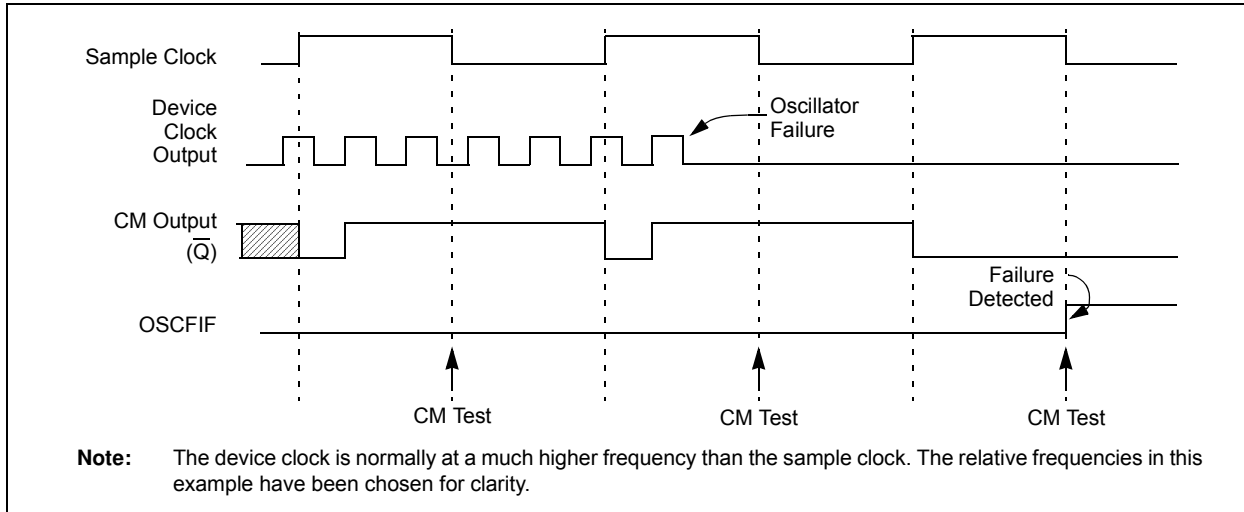 Sample Clock
Device
Clock
Output
Oscillator
Failure
CM Output
(Q̅)
Failure
Detected
OSCFIF
CM Test
CM Test
CM Test
Note: The device clock is normally at a much higher frequency than the sample clock. The relative frequencies in this
example have been chosen for clarity.